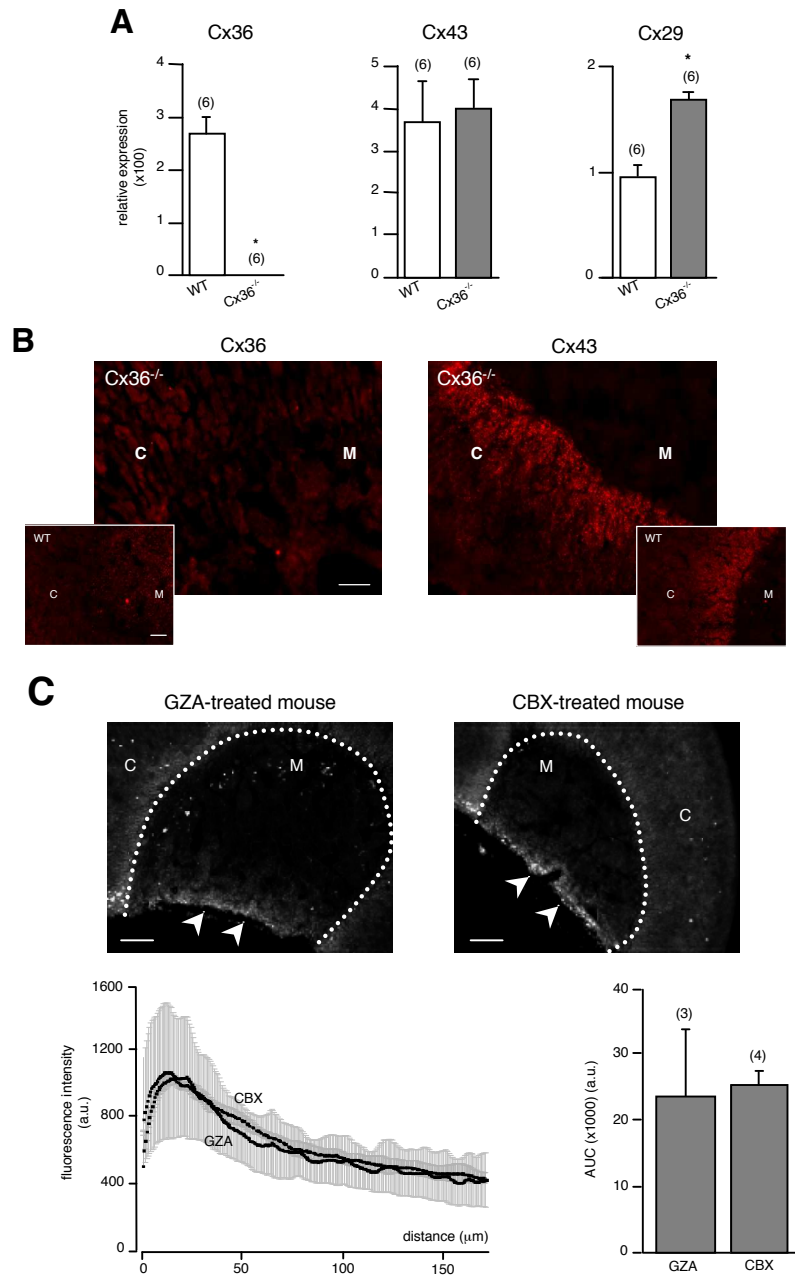 A
Cx36
Cx43
Cx29
relative expression
(x100)
4
3
2
1
0
(6)
*
(6)
WT
Cx36-/-
5
4
3
2
1
0
(6)
(6)
WT
Cx36-/-
2
1
0
(6)
*
(6)
WT
Cx36-/-
B
Cx36
Cx43
Cx36-/-
C
M
WT
C
M
Cx36-/-
C
M
WT
C
M
C
GZA-treated mouse
CBX-treated mouse
C
M
M
C
fluorescence intensity
(a.u.)
1600
1200
800
400
0
CBX
GZA
distance (μm)
0
50
100
150
AUC (x1000) (a.u.)
40
30
20
10
0
(3)
(4)
GZA
CBX